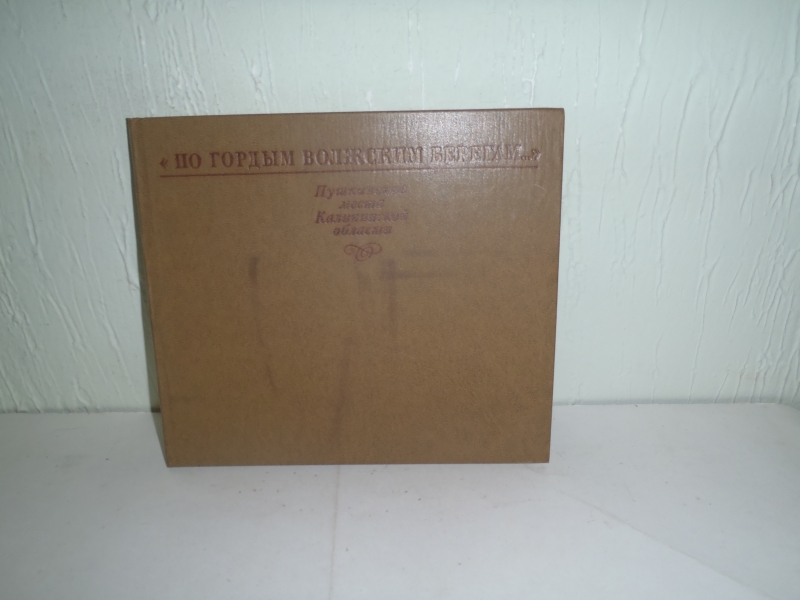 « ПО ГОРДЫМ ВОЛЖСКИМ БЕРЕГАМ...»
Пушкинские
места
Калининской
области